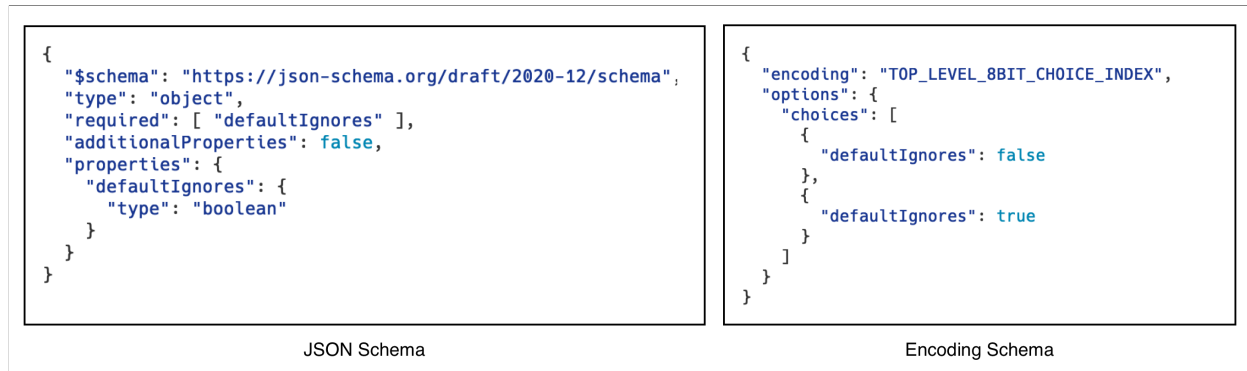 {
  "$schema": "https://json-schema.org/draft/2020-12/schema",
  "type": "object",
  "required": [ "defaultIgnores" ],
  "additionalProperties": false,
  "properties": {
    "defaultIgnores": {
      "type": "boolean"
    }
  }
}
JSON Schema
{
  "encoding": "TOP_LEVEL_8BIT_CHOICE_INDEX",
  "options": {
    "choices": [
      {
        "defaultIgnores": false
      },
      {
        "defaultIgnores": true
      }
    ]
  }
}
Encoding Schema